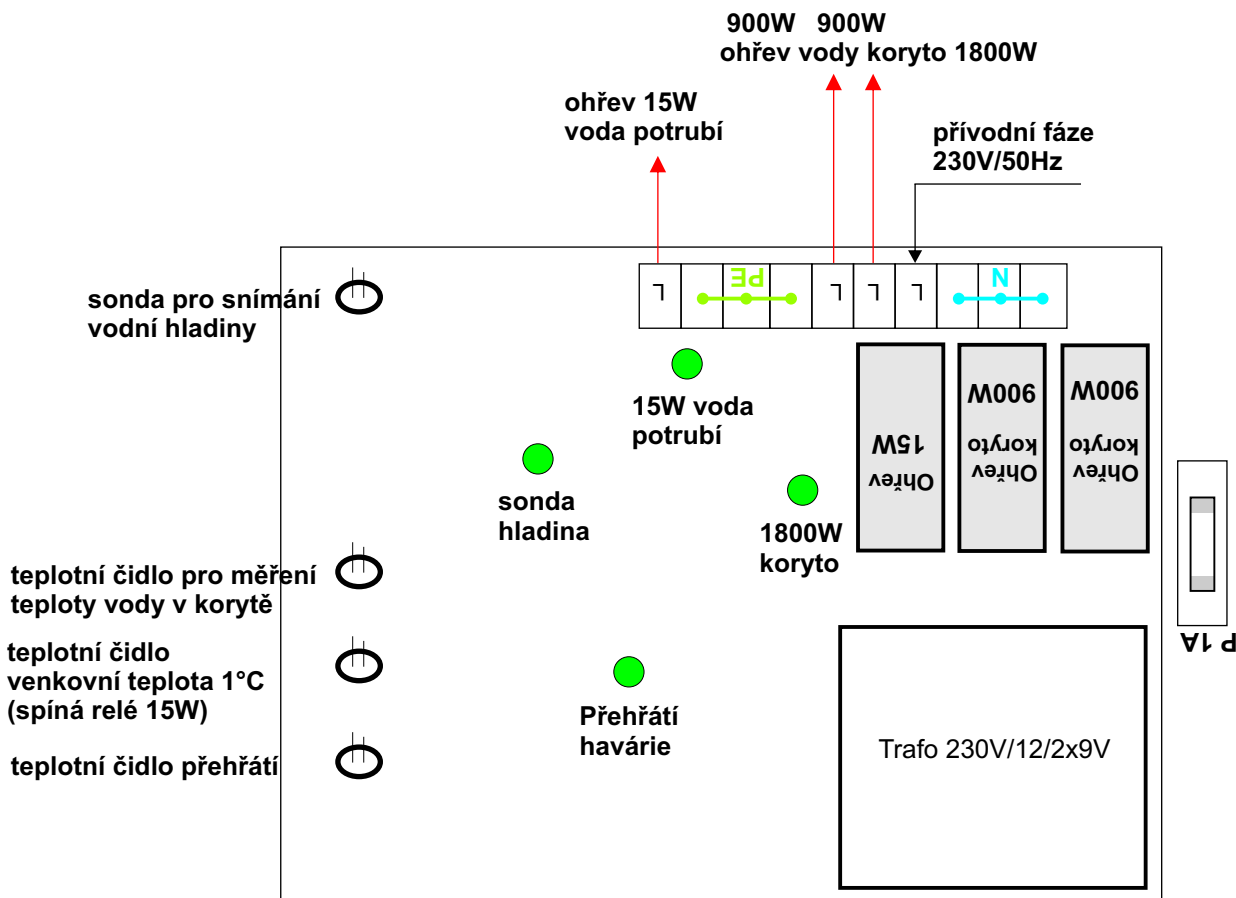 900W 900W
ohřev vody koryto 1800W
ohřev 15W
voda potrubí
přívodní fáze
230V/50Hz
sonda pro snímání
vodní hladiny
L
PE
L
L
L
N
15W voda
potrubí
Ohřev
15W
Ohřev
koryto
900W
Ohřev
koryto
900W
sonda
hladina
1800W
koryto
P 1A
teplotní čidlo pro měření
teploty vody v korytě
teplotní čidlo
venkovní teplota 1°C
(spíná relé 15W)
Přehřátí
havárie
teplotní čidlo přehřátí
Trafo 230V/12/2x9V